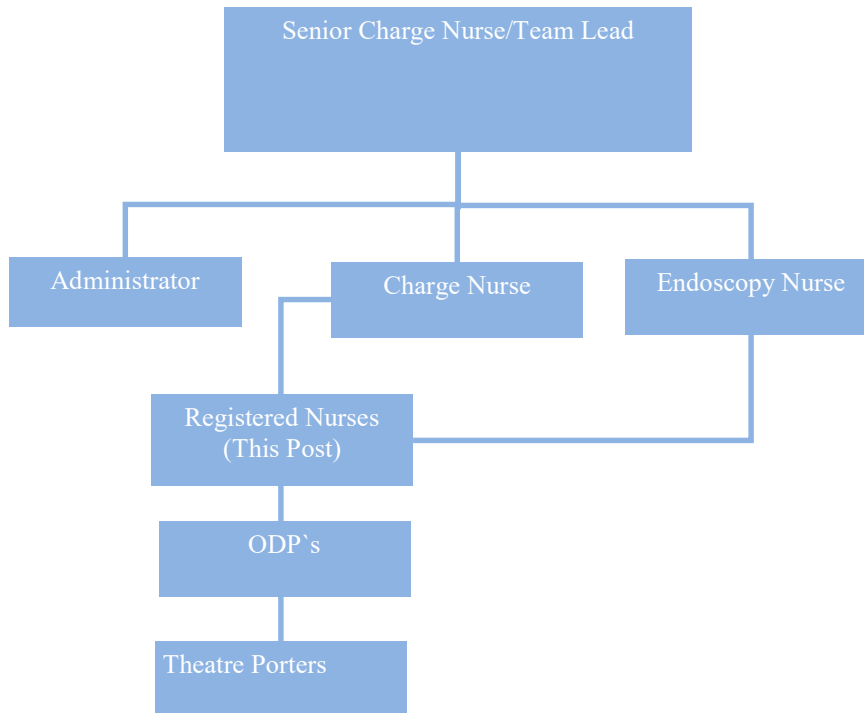 Senior Charge Nurse/Team Lead
Administrator
Charge Nurse
Endoscopy Nurse
Registered Nurses
(This Post)
ODP`s
Theatre Porters